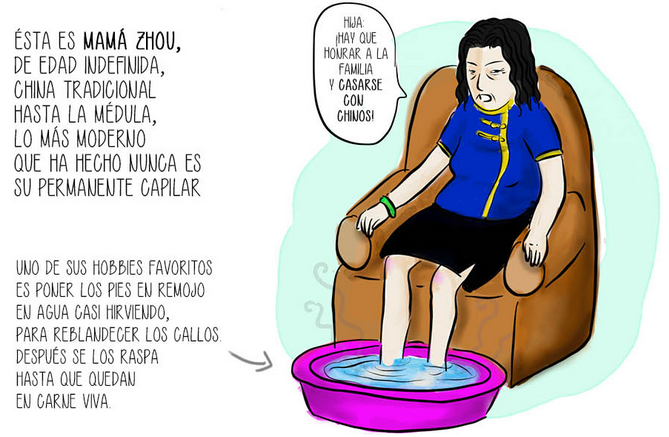 ÉSTA ES MAMÁ ZHOU,
DE EDAD INDEFINIDA,
CHINA TRADICIONAL
HASTA LA MÉDULA,
LO MÁS MODERNO
QUE HA HECHO NUNCA ES
SU PERMANENTE CAPILAR
HIJA:
¡HAY QUE
HONRAR A LA
FAMILIA
Y CASARSE
CON
CHINOS!
UNO DE SUS HOBBIES FAVORITOS
ES PONER LOS PIES EN REMOJO
EN AGUA CASI HIRVIENDO,
PARA REBLANDECER LOS CALLOS.
DESPUÉS SE LOS RASPA
HASTA QUE QUEDAN
EN CARNE VIVA.